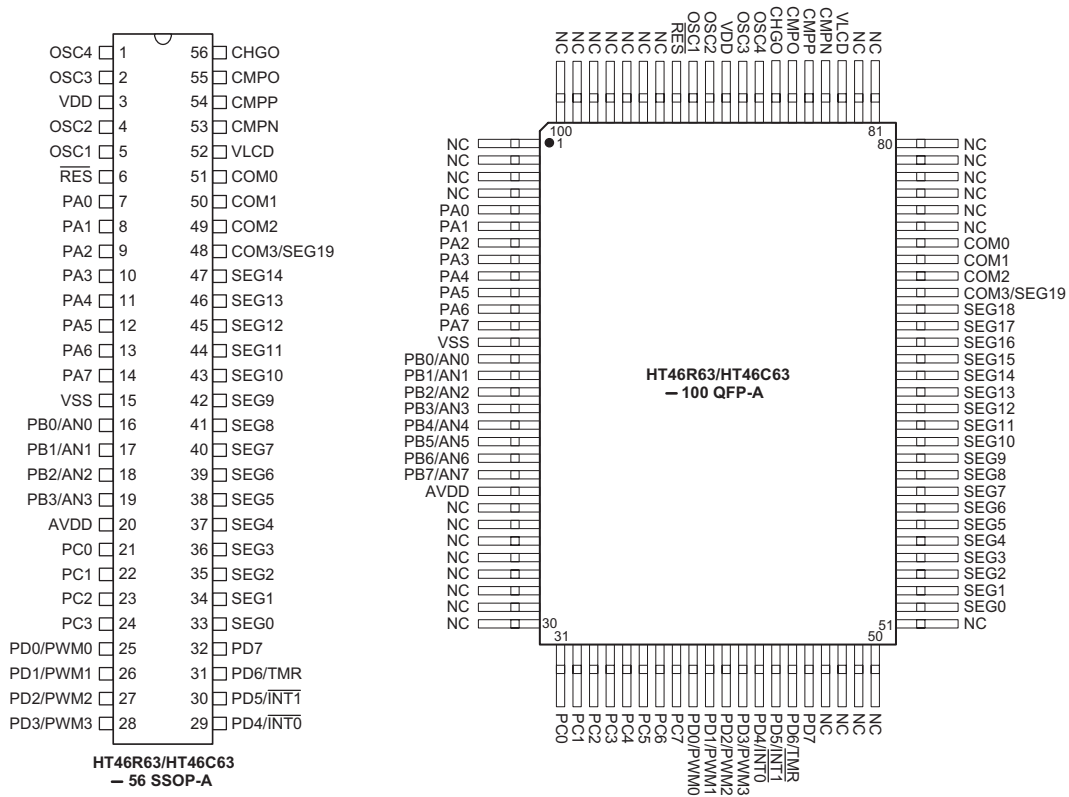 OSC4 1 56 CHGO
OSC3 2 55 CMPO
VDD 3 54 CMPP
OSC2 4 53 CMPN
OSC1 5 52 VLCD
RES 6 51 COM0
PA0 7 50 COM1
PA1 8 49 COM2
PA2 9 48 COM3/SEG19
PA3 10 47 SEG14
PA4 11 46 SEG13
PA5 12 45 SEG12
PA6 13 44 SEG11
PA7 14 43 SEG10
VSS 15 42 SEG9
PB0/AN0 16 41 SEG8
PB1/AN1 17 40 SEG7
PB2/AN2 18 39 SEG6
PB3/AN3 19 38 SEG5
AVDD 20 37 SEG4
PC0 21 36 SEG3
PC1 22 35 SEG2
PC2 23 34 SEG1
PC3 24 33 SEG0
PD0/PWM0 25 32 PD7
PD1/PWM1 26 31 PD6/TMR
PD2/PWM2 27 30 PD5/INT1
PD3/PWM3 28 29 PD4/INT0
HT46R63/HT46C63
– 56 SSOP-A
NC
NC
NC
NC
NC
NC
NC
RES
OSC1
OSC2
VDD
OSC3
OSC4
CHGO
CMPO
CMPP
CMPN
VLCD
NC
NC
100 81
1 80
NC
NC
NC
NC
PA0
PA1
PA2
PA3
PA4
PA5
PA6
PA7
VSS
PB0/AN0
PB1/AN1
PB2/AN2
PB3/AN3
PB4/AN4
PB5/AN5
PB6/AN6
PB7/AN7
AVDD
NC
NC
NC
NC
NC
NC
NC
NC
HT46R63/HT46C63
– 100 QFP-A
NC
NC
NC
NC
NC
NC
COM0
COM1
COM2
COM3/SEG19
SEG18
SEG17
SEG16
SEG15
SEG14
SEG13
SEG12
SEG11
SEG10
SEG9
SEG8
SEG7
SEG6
SEG5
SEG4
SEG3
SEG2
SEG1
SEG0
NC
30 51
31 50
PC0
PC1
PC2
PC3
PC4
PC5
PC6
PC7
PD0/PWM0
PD1/PWM1
PD2/PWM2
PD3/PWM3
PD4/INT0
PD5/INT1
PD6/TMR
PD7
NC
NC
NC
NC